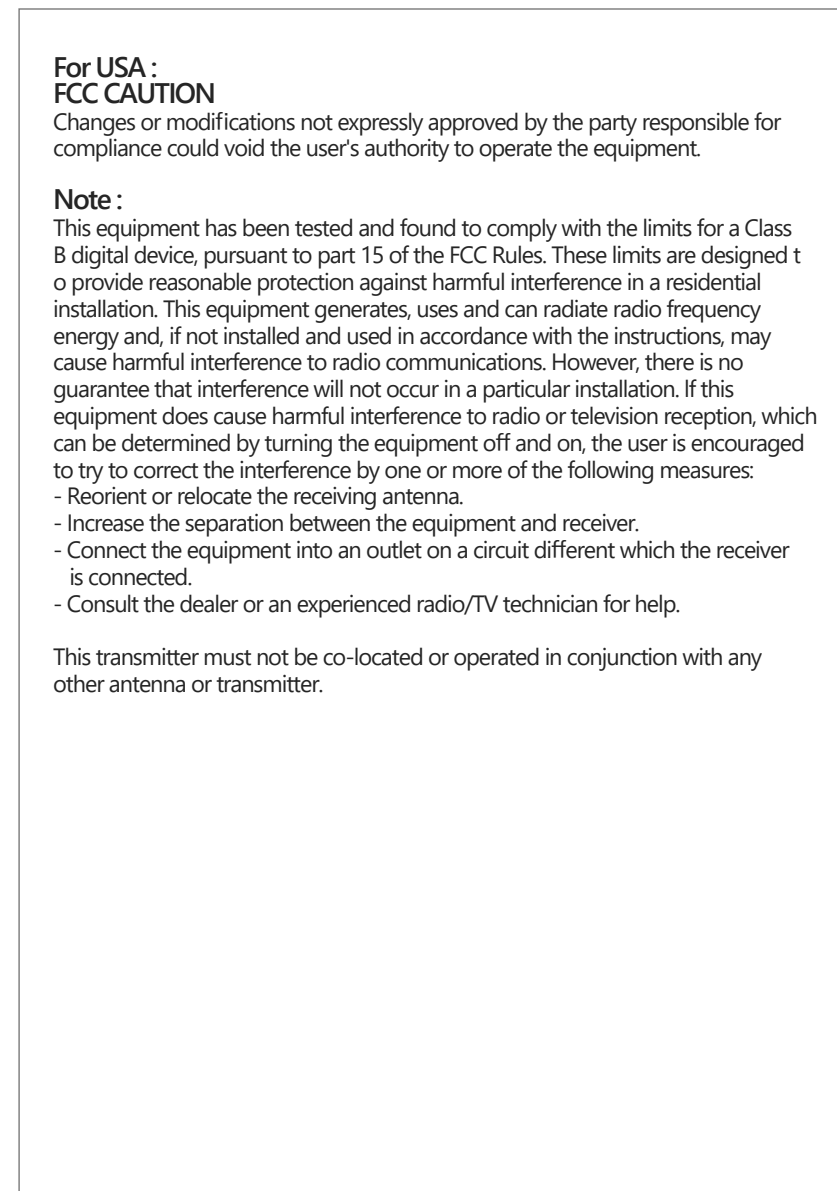 For USA :
FCC CAUTION
Changes or modifications not expressly approved by the party responsible for
compliance could void the user's authority to operate the equipment.
Note :
This equipment has been tested and found to comply with the limits for a Class
B digital device, pursuant to part 15 of the FCC Rules. These limits are designed t
o provide reasonable protection against harmful interference in a residential
installation. This equipment generates, uses and can radiate radio frequency
energy and, if not installed and used in accordance with the instructions, may
cause harmful interference to radio communications. However, there is no
guarantee that interference will not occur in a particular installation. If this
equipment does cause harmful interference to radio or television reception, which
can be determined by turning the equipment off and on, the user is encouraged
to try to correct the interference by one or more of the following measures:
- Reorient or relocate the receiving antenna.
- Increase the separation between the equipment and receiver.
- Connect the equipment into an outlet on a circuit different which the receiver
is connected.
- Consult the dealer or an experienced radio/TV technician for help.
This transmitter must not be co-located or operated in conjunction with any
other antenna or transmitter.